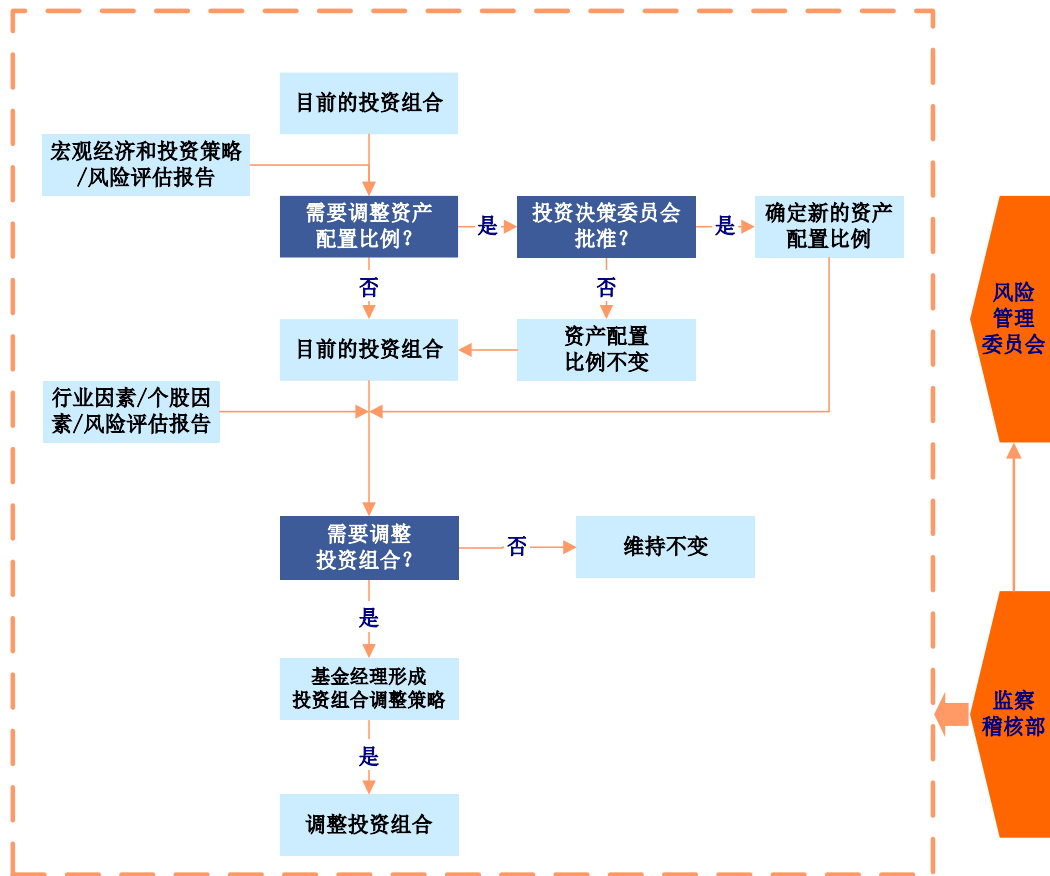 目前的投资组合
宏观经济和投资策略
/风险评估报告
需要调整资产
配置比例？
是
投资决策委员会
批准？
是
确定新的资产
配置比例
否
否
目前的投资组合
资产配置
比例不变
行业因素/个股因
素/风险评估报告
需要调整
投资组合？
否
维持不变
是
基金经理形成
投资组合调整策略
是
调整投资组合
风险
管理
委员会
监察
稽核部